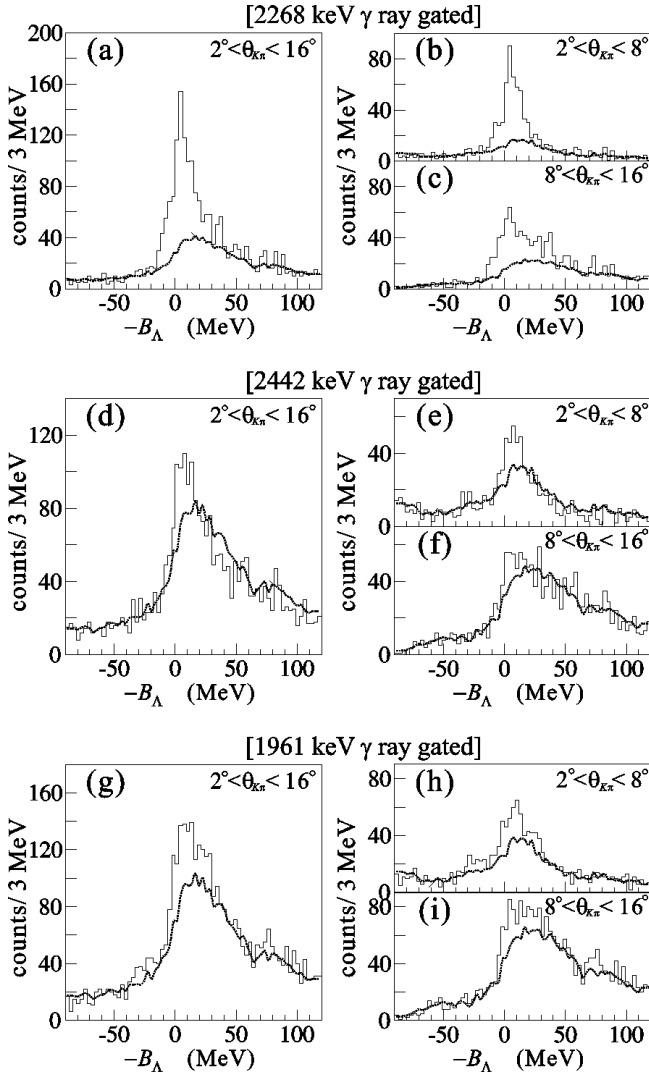 [2268 keV γ ray gated]
(a) 2°<θKπ<16°
200
160
120
80
40
0
counts/ 3 MeV
-50 0 50 100
−BΛ (MeV)
(b) 2°<θKπ<8°
80
40
0
(c) 8°<θKπ<16°
80
40
0
counts/ 3 MeV
-50 0 50 100
−BΛ (MeV)
[2442 keV γ ray gated]
(d) 2°<θKπ<16°
120
80
40
0
counts/ 3 MeV
-50 0 50 100
−BΛ (MeV)
(e) 2°<θKπ<8°
40
0
(f) 8°<θKπ<16°
40
0
counts/ 3 MeV
-50 0 50 100
−BΛ (MeV)
[1961 keV γ ray gated]
(g) 2°<θKπ<16°
160
120
80
40
0
counts/ 3 MeV
-50 0 50 100
−BΛ (MeV)
(h) 2°<θKπ<8°
80
40
0
(i) 8°<θKπ<16°
80
40
0
counts/ 3 MeV
-50 0 50 100
−BΛ (MeV)